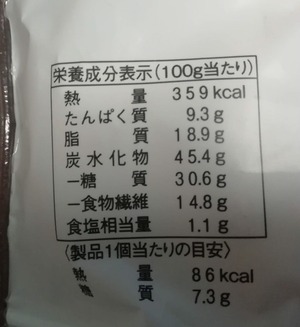 栄養成分表示(100g当たり)
熱量 359kcal
たんぱく質 9.3g
脂質 18.9g
炭水化物 45.4g
−糖質 30.6g
−食物繊維 14.8g
食塩相当量 1.1g
〈製品1個当たりの目安〉
熱量 86kcal
糖質 7.3g